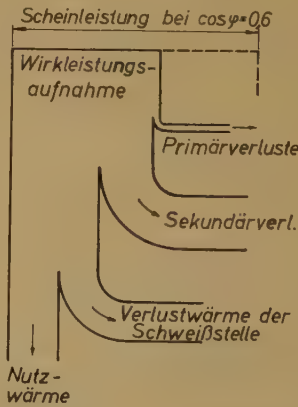 Scheinleistung bei cosφ=0,6
Wirkleistungs-
aufnahme
Primärverluste
Sekundärverl.
Verlustwärme der
Schweißstelle
Nutz-
wärme